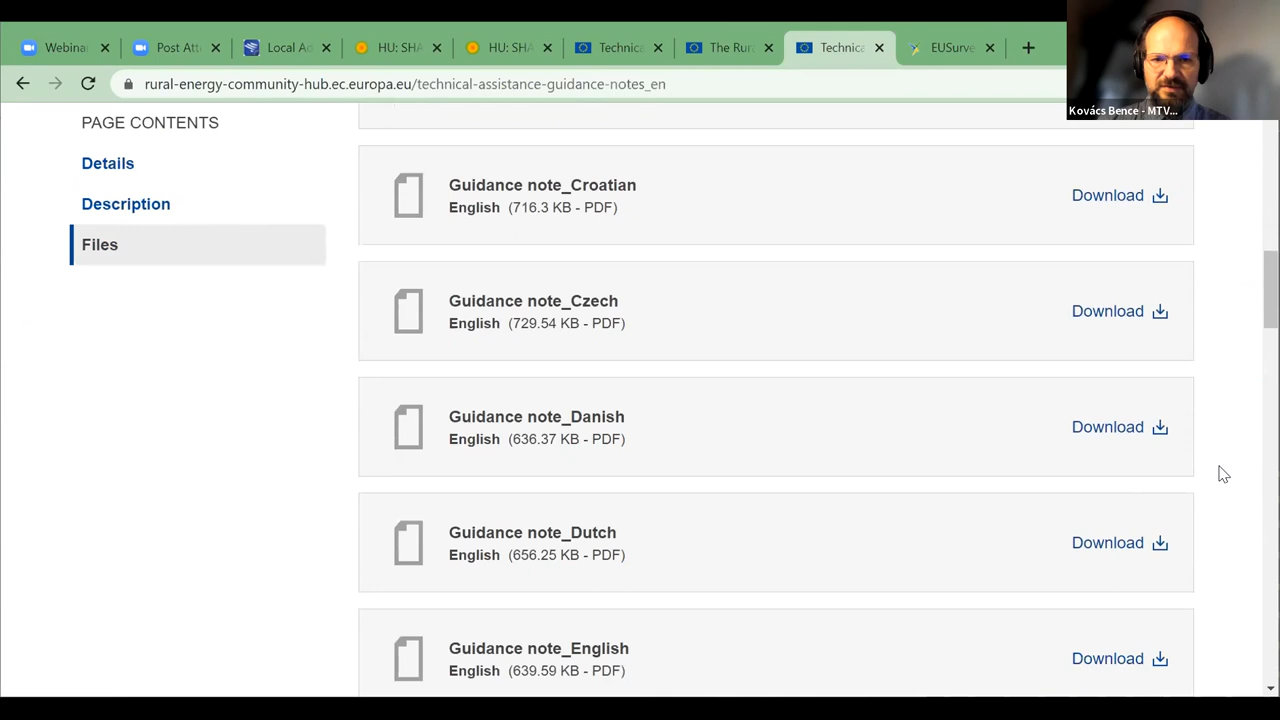 Webinar
Post Att
Local Ad
HU: SHA
HU: SHA
Technica
The Rur
Technica
EUSurve
rural-energy-community-hub.ec.europa.eu/technical-assistance-guidance-notes_en
Kovács Bence - MTV...
PAGE CONTENTS
Details
Description
Files
Guidance note_Croatian
English (716.3 KB - PDF)
Download
Guidance note_Czech
English (729.54 KB - PDF)
Download
Guidance note_Danish
English (636.37 KB - PDF)
Download
Guidance note_Dutch
English (656.25 KB - PDF)
Download
Guidance note_English
English (639.59 KB - PDF)
Download